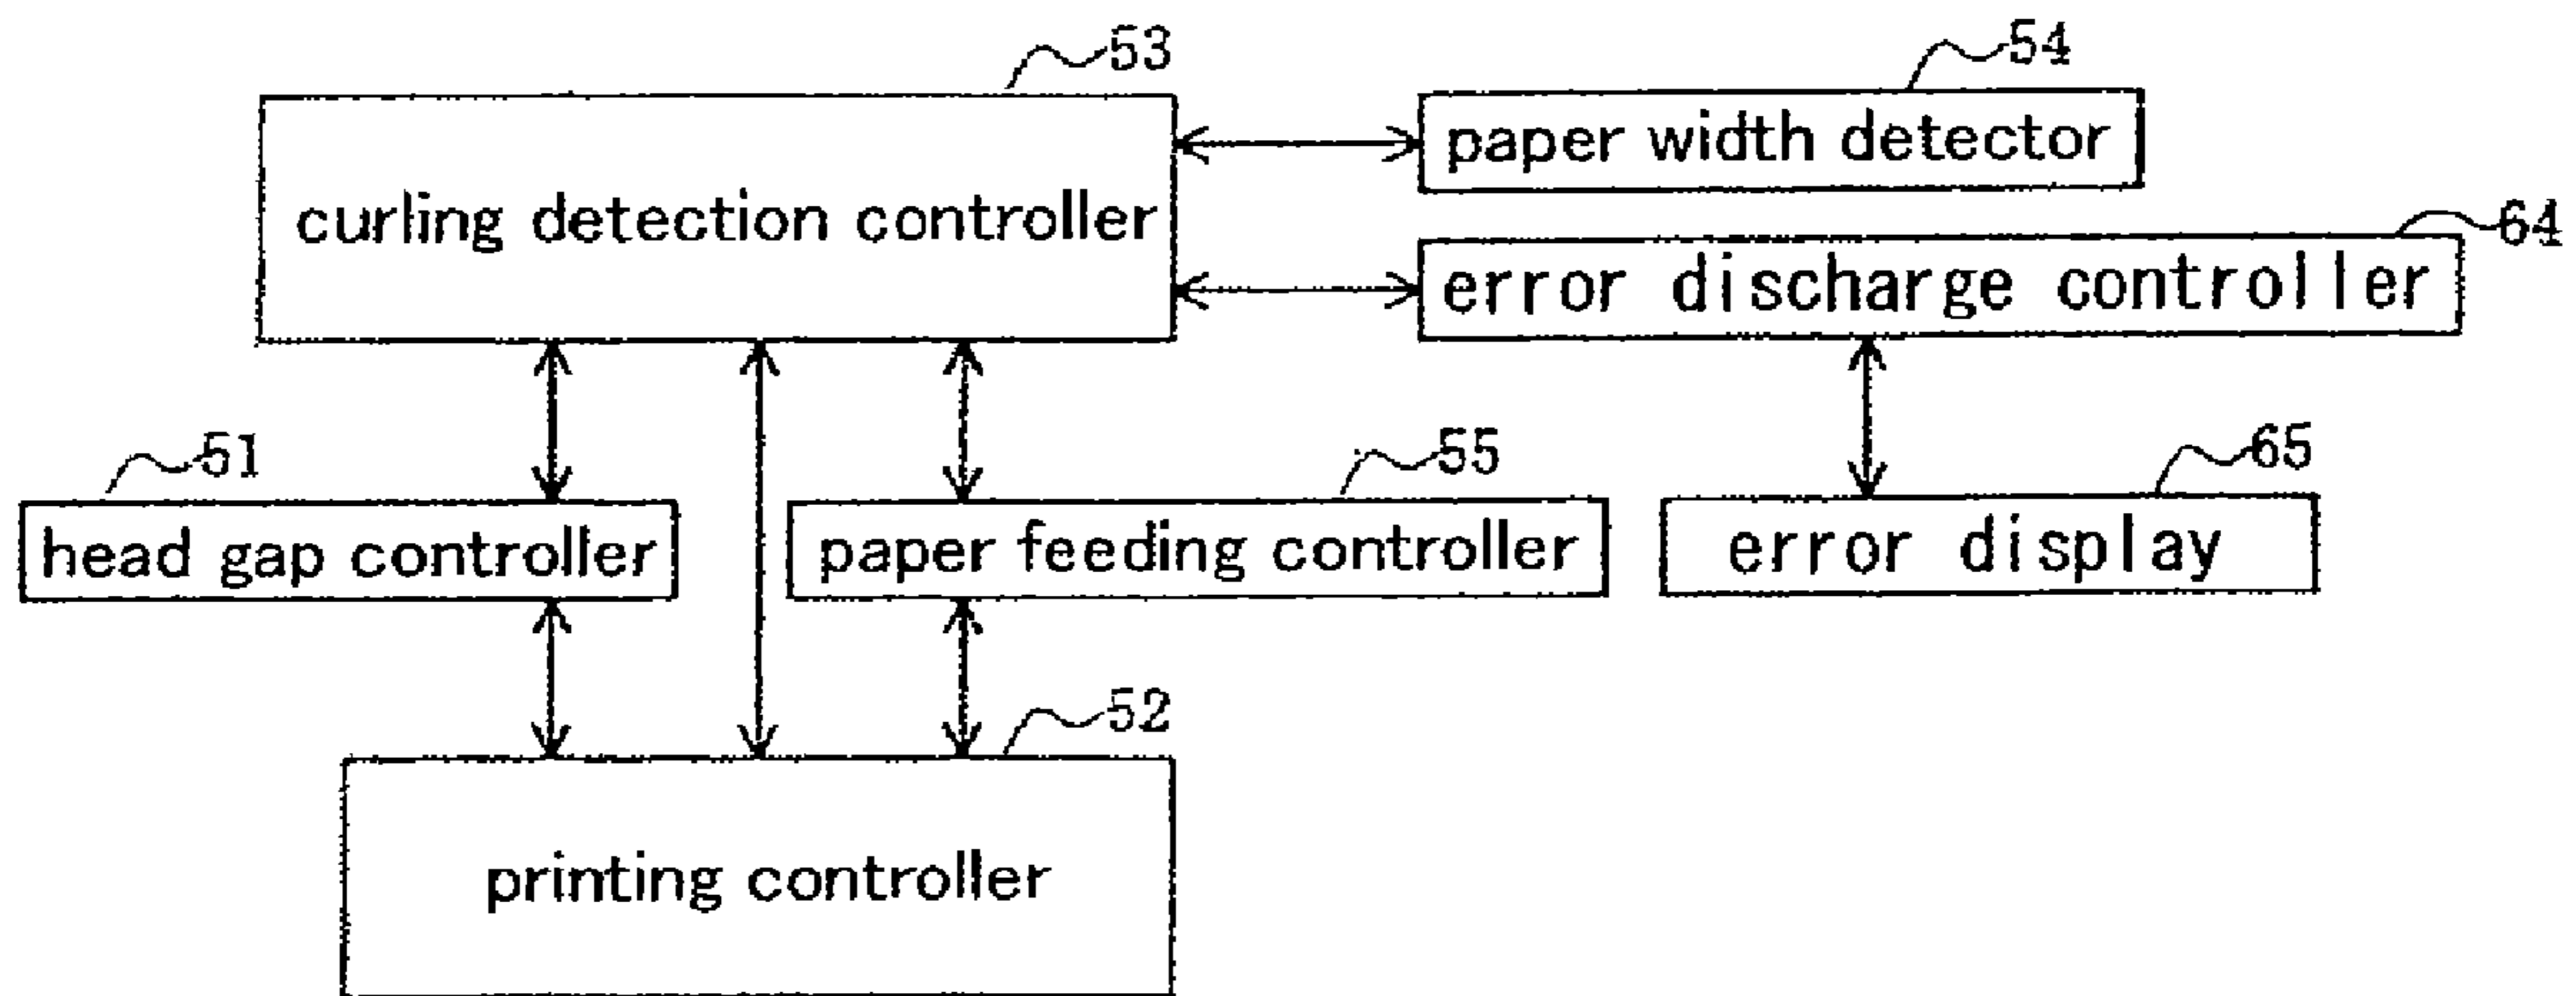 53
54
curling detection controller
paper width detector
64
error discharge controller
51
55
65
head gap controller
paper feeding controller
error display
52
printing controller